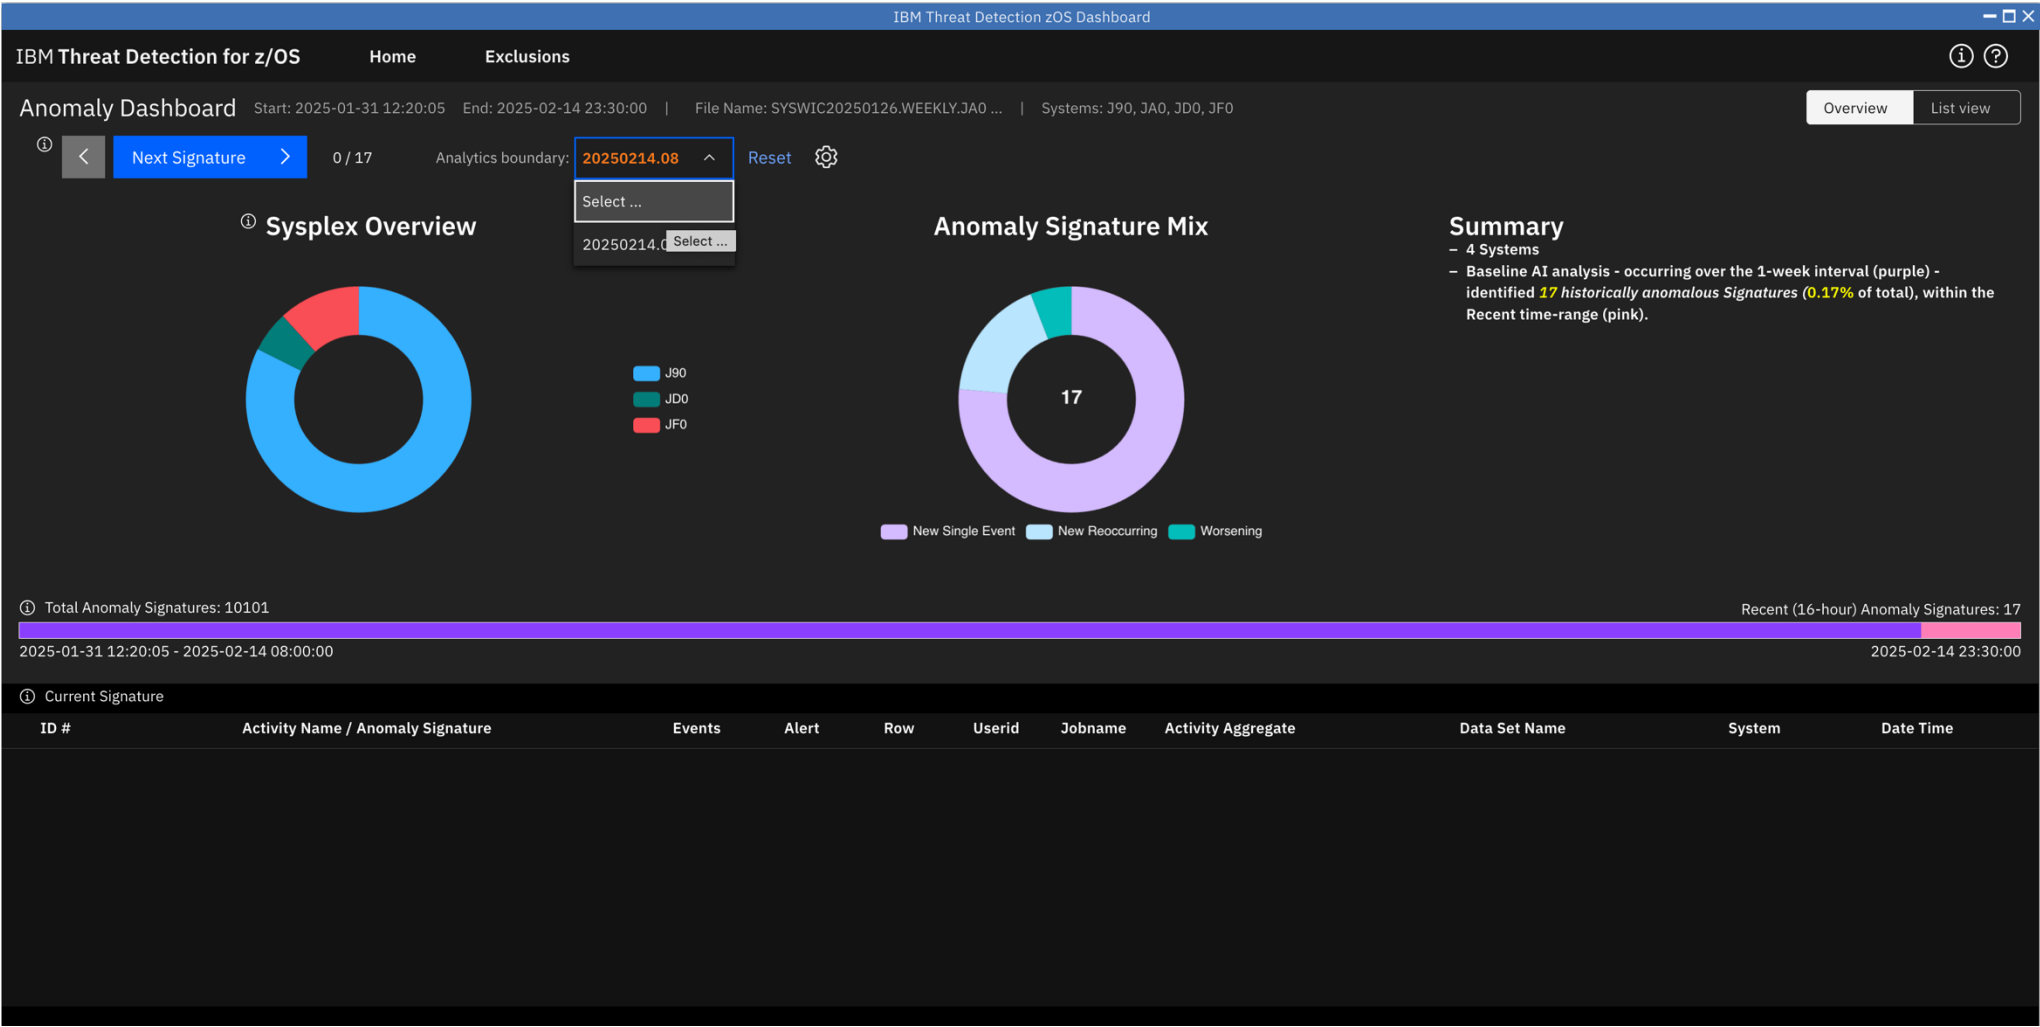 IBM Threat Detection zOS Dashboard
IBM Threat Detection for z/OS Home Exclusions
Anomaly Dashboard Start: 2025-01-31 12:20:05 End: 2025-02-14 23:30:00 | File Name: SYSWIC20250126.WEEKLY.JA0 ... | Systems: J90, JA0, JD0, JF0 Overview List view
Next Signature 0 / 17 Analytics boundary: 20250214.08 Reset
Select ...
20250214.0
Select ...
Sysplex Overview
J90
JD0
JF0
Anomaly Signature Mix
17
New Single Event New Reoccurring Worsening
Summary
– 4 Systems
– Baseline AI analysis - occurring over the 1-week interval (purple) -
identified 17 historically anomalous Signatures (0.17% of total), within the
Recent time-range (pink).
Total Anomaly Signatures: 10101 Recent (16-hour) Anomaly Signatures: 17
2025-01-31 12:20:05 - 2025-02-14 08:00:00 2025-02-14 23:30:00
Current Signature
ID # Activity Name / Anomaly Signature Events Alert Row Userid Jobname Activity Aggregate Data Set Name System Date Time